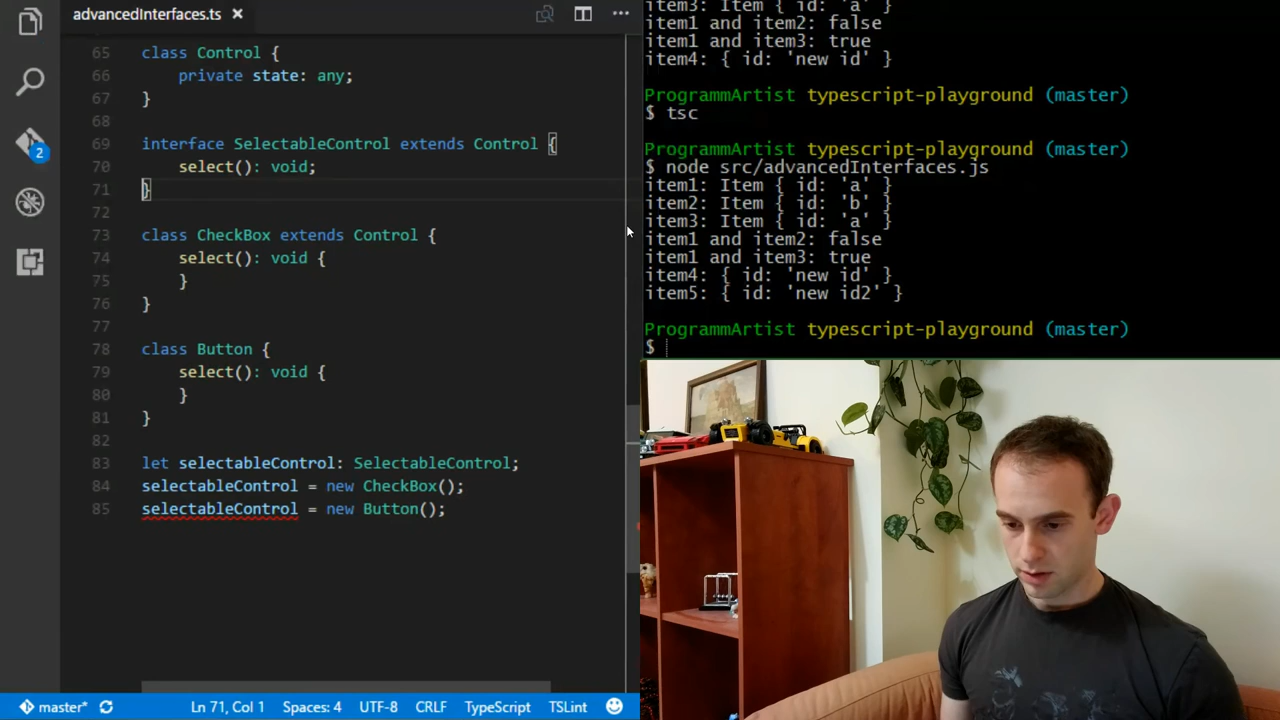 advancedInterfaces.ts
65 class Control {
66 private state: any;
67 }
68
69 interface SelectableControl extends Control {
70 select(): void;
71 }
72
73 class CheckBox extends Control {
74 select(): void {
75 }
76 }
77
78 class Button {
79 select(): void {
80 }
81 }
82
83 let selectableControl: SelectableControl;
84 selectableControl = new CheckBox();
85 selectableControl = new Button();
2
master* Ln 71, Col 1 Spaces: 4 UTF-8 CRLF TypeScript TSLint
item3: Item { id: 'a' }
item1 and item2: false
item1 and item3: true
item4: { id: 'new id' }
ProgrammArtist typescript-playground (master)
$ tsc
ProgrammArtist typescript-playground (master)
$ node src/advancedInterfaces.js
item1: Item { id: 'a' }
item2: Item { id: 'b' }
item3: Item { id: 'a' }
item1 and item2: false
item1 and item3: true
item4: { id: 'new id' }
item5: { id: 'new id2' }
ProgrammArtist typescript-playground (master)
$